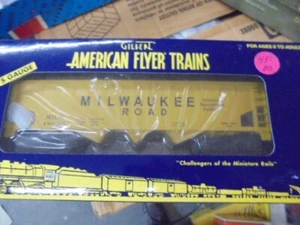 GILBERT
AMERICAN FLYER TRAINS
FOR AGES 8 TO ADULT
S GAUGE
MILWAUKEE
ROAD
"Challengers of the Miniature Rails"